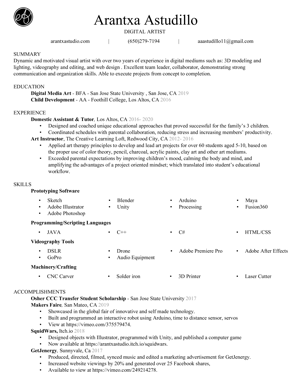 Arantxa Astudillo
DIGITAL ARTIST
arantxastudio.com | (650)279-7194 | aaastudillo11@gmail.com
SUMMARY
Dynamic and motivated visual artist with over two years of experience in digital mediums such as: 3D modeling and
lighting, videography and editing, and web design. Excellent team leader, collaborator, demonstrating strong
communication and organization skills. Able to execute projects from concept to completion.
EDUCATION
Digital Media Art - BFA - San Jose State University , San Jose, CA 2019
Child Development - AA - Foothill College, Los Altos, CA 2016
EXPERIENCE
Domestic Assistant & Tutor, Los Altos, CA 2016- 2020
• Designed and coached unique educational approaches that proved successful for the family's 3 children.
• Coordinated schedules with parental collaboration, reducing stress and increasing numbers' productivity.
Art Instructor, The Creative Learning Loft, Redwood City, CA 2012- 2016
• Applied art therapy principles to develop and lead art projects for over 60 students aged 5-10, based on
the proper use of color theory, pencil, charcoal, acrylic paints, clay art and other art mediums.
• Exceeded parental expectations by improving children's mood, calming the body and mind, and
amplifying the advantages of a project oriented mindset; which translated into student's educational
workflow.
SKILLS
Prototyping Software
• Sketch • Blender • Arduino • Maya
• Adobe Illustrator • Unity • Processing • Fusion360
• Adobe Photoshop
Programming/Scripting Languages
• JAVA • C++ • C# • HTML/CSS
Videography Tools
• DSLR • Drone • Adobe Premiere Pro • Adobe After Effects
• GoPro • Audio Equipment
Machinery/Crafting
• CNC Carver • Solder iron • 3D Printer • Laser Cutter
ACCOMPLISHMENTS
Osher CCC Transfer Student Scholarship - San Jose State University 2017
Makers Faire, San Mateo, CA 2019
• Showcased in the global fair of innovative and self made technology.
• Built and programmed an interactive robot using Arduino, time to distance sensor, servos
• View at https://vimeo.com/375579474.
SquidWars, Itch.io 2018
• Designed objects with Illustrator, programmed with Unity, and published a computer game
• Now available at https://arantxastudio.itch.io/squidwars.
GetJenergy, Sunnyvale, Ca 2017
• Produced, directed, filmed, synced music and edited a marketing advertisement for GetJenergy.
• Increased website viewings by 20% and generated over 25 Facebook shares,
• Available to view at https://vimeo.com/249214278.